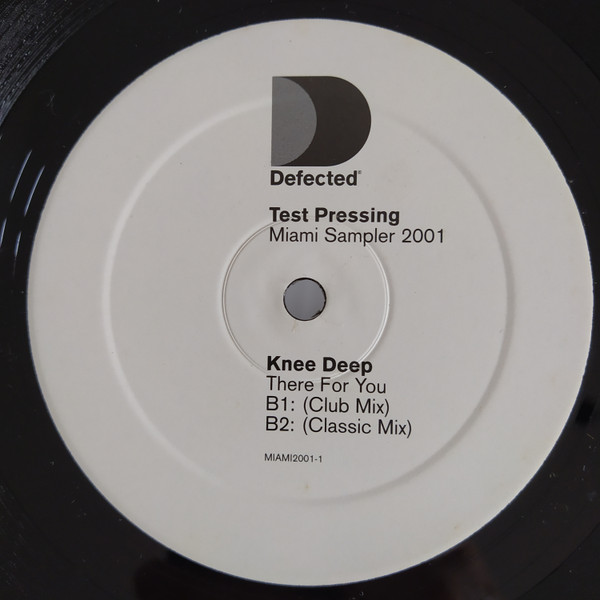 Defected®
Test Pressing
Miami Sampler 2001
Knee Deep
There For You
B1: (Club Mix)
B2: (Classic Mix)
MIAMI2001-1